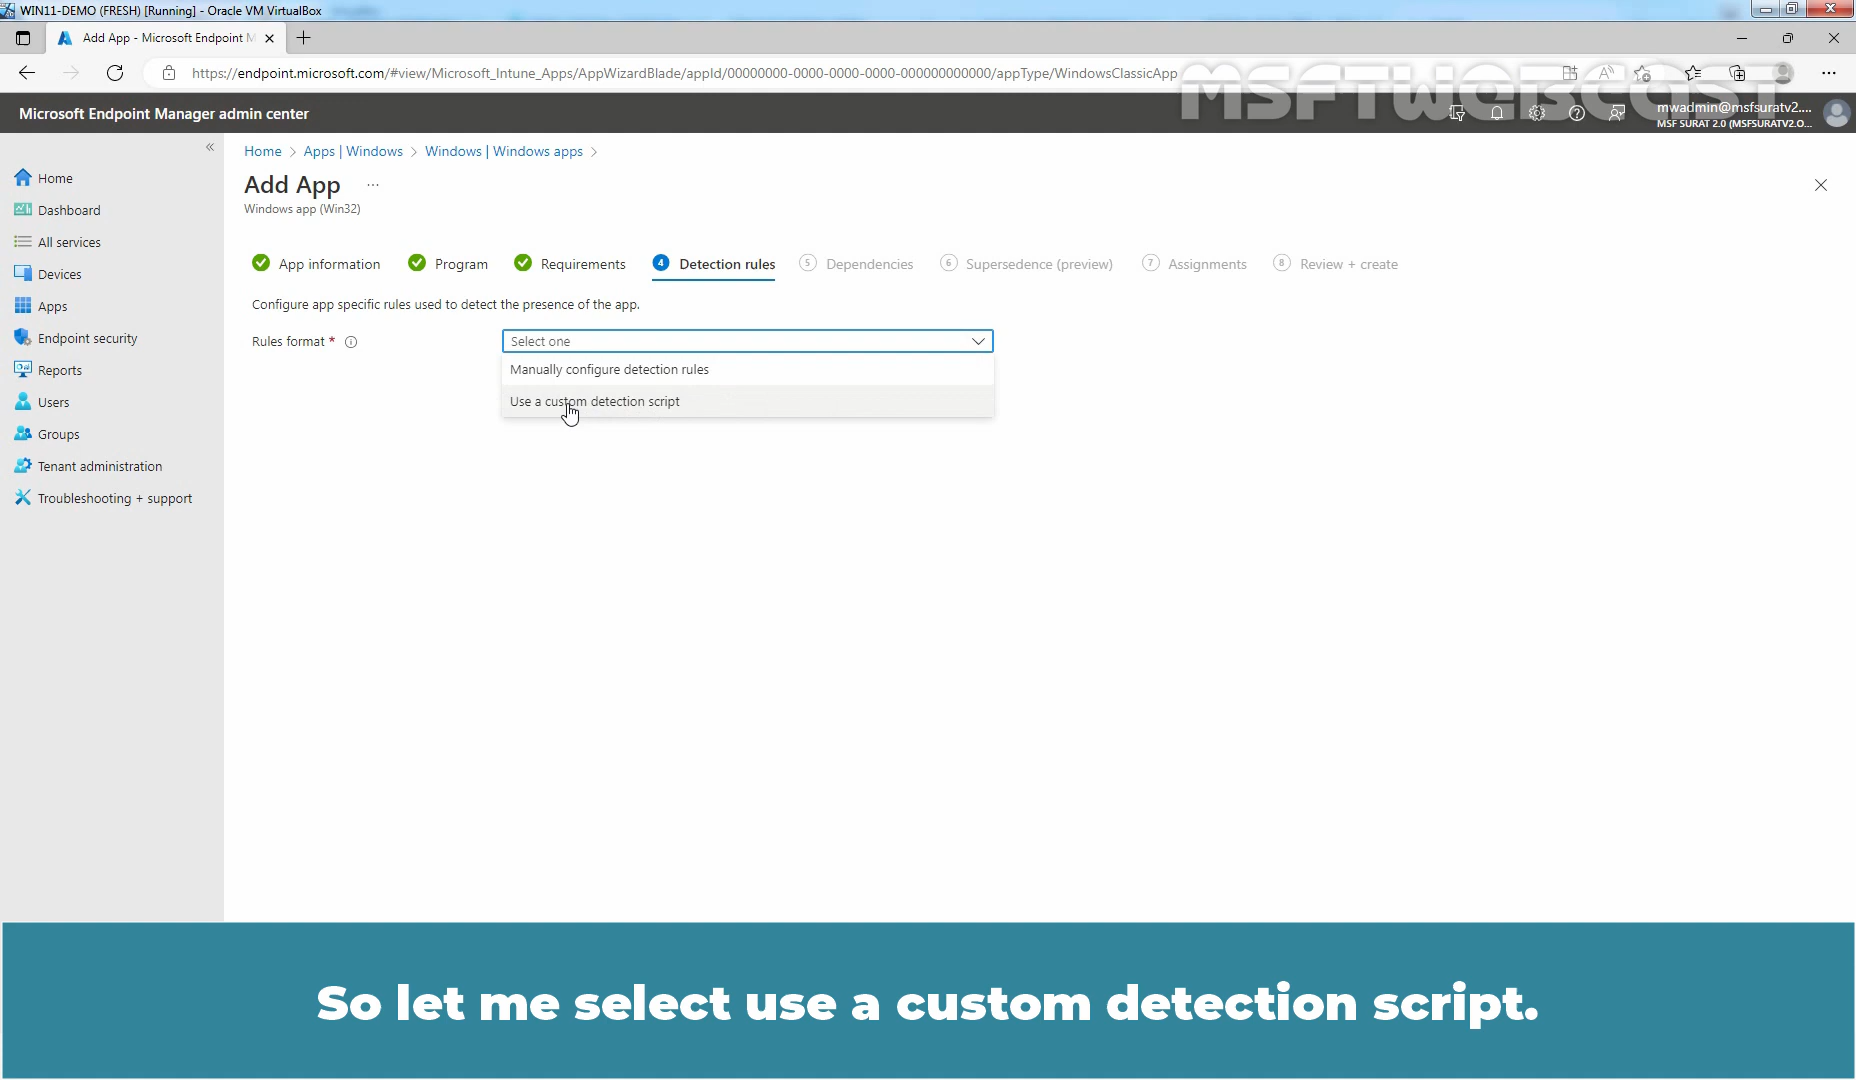 WIN11-DEMO (FRESH) [Running] - Oracle VM VirtualBox
Add App - Microsoft Endpoint M
https://endpoint.microsoft.com/#view/Microsoft_Intune_Apps/AppWizardBlade/appId/00000000-0000-0000-0000-000000000000/appType/WindowsClassicApp
MSFTWEBCAST
Microsoft Endpoint Manager admin center
mwadmin@msfsuratv2....
MSF SURAT 2.0 (MSFSURATV2.O...
Home > Apps | Windows > Windows | Windows apps >
Add App ...
Windows app (Win32)
Home
Dashboard
All services
Devices
Apps
Endpoint security
Reports
Users
Groups
Tenant administration
Troubleshooting + support
App information Program Requirements 4 Detection rules 5 Dependencies 6 Supersedence (preview) 7 Assignments 8 Review + create
Configure app specific rules used to detect the presence of the app.
Rules format * Select one
Manually configure detection rules
Use a custom detection script
So let me select use a custom detection script.